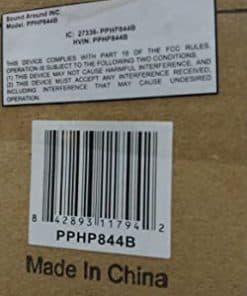 Sound Around INC.
Model: PPHP844B
IC: 27336- PPHP844B
HVIN: PPHP844B
THIS DEVICE COMPLIES WITH PART 15 OF THE FCC RULES.
OPERATION IS SUBJECT TO THE FOLLOWING TWO CONDITIONS.
(1) THIS DEVICE MAY NOT CAUSE HARMFUL INTERFERENCE, AND
(2) THIS DEVICE MUST ACCEPT ANY INTERFERENCE RECEIVED,
INCLUDING INTERFERENCE THAT MAY CAUSE UNDESIRED
OPERATION.
8 42893 11794 2
PPHP844B
Made In China